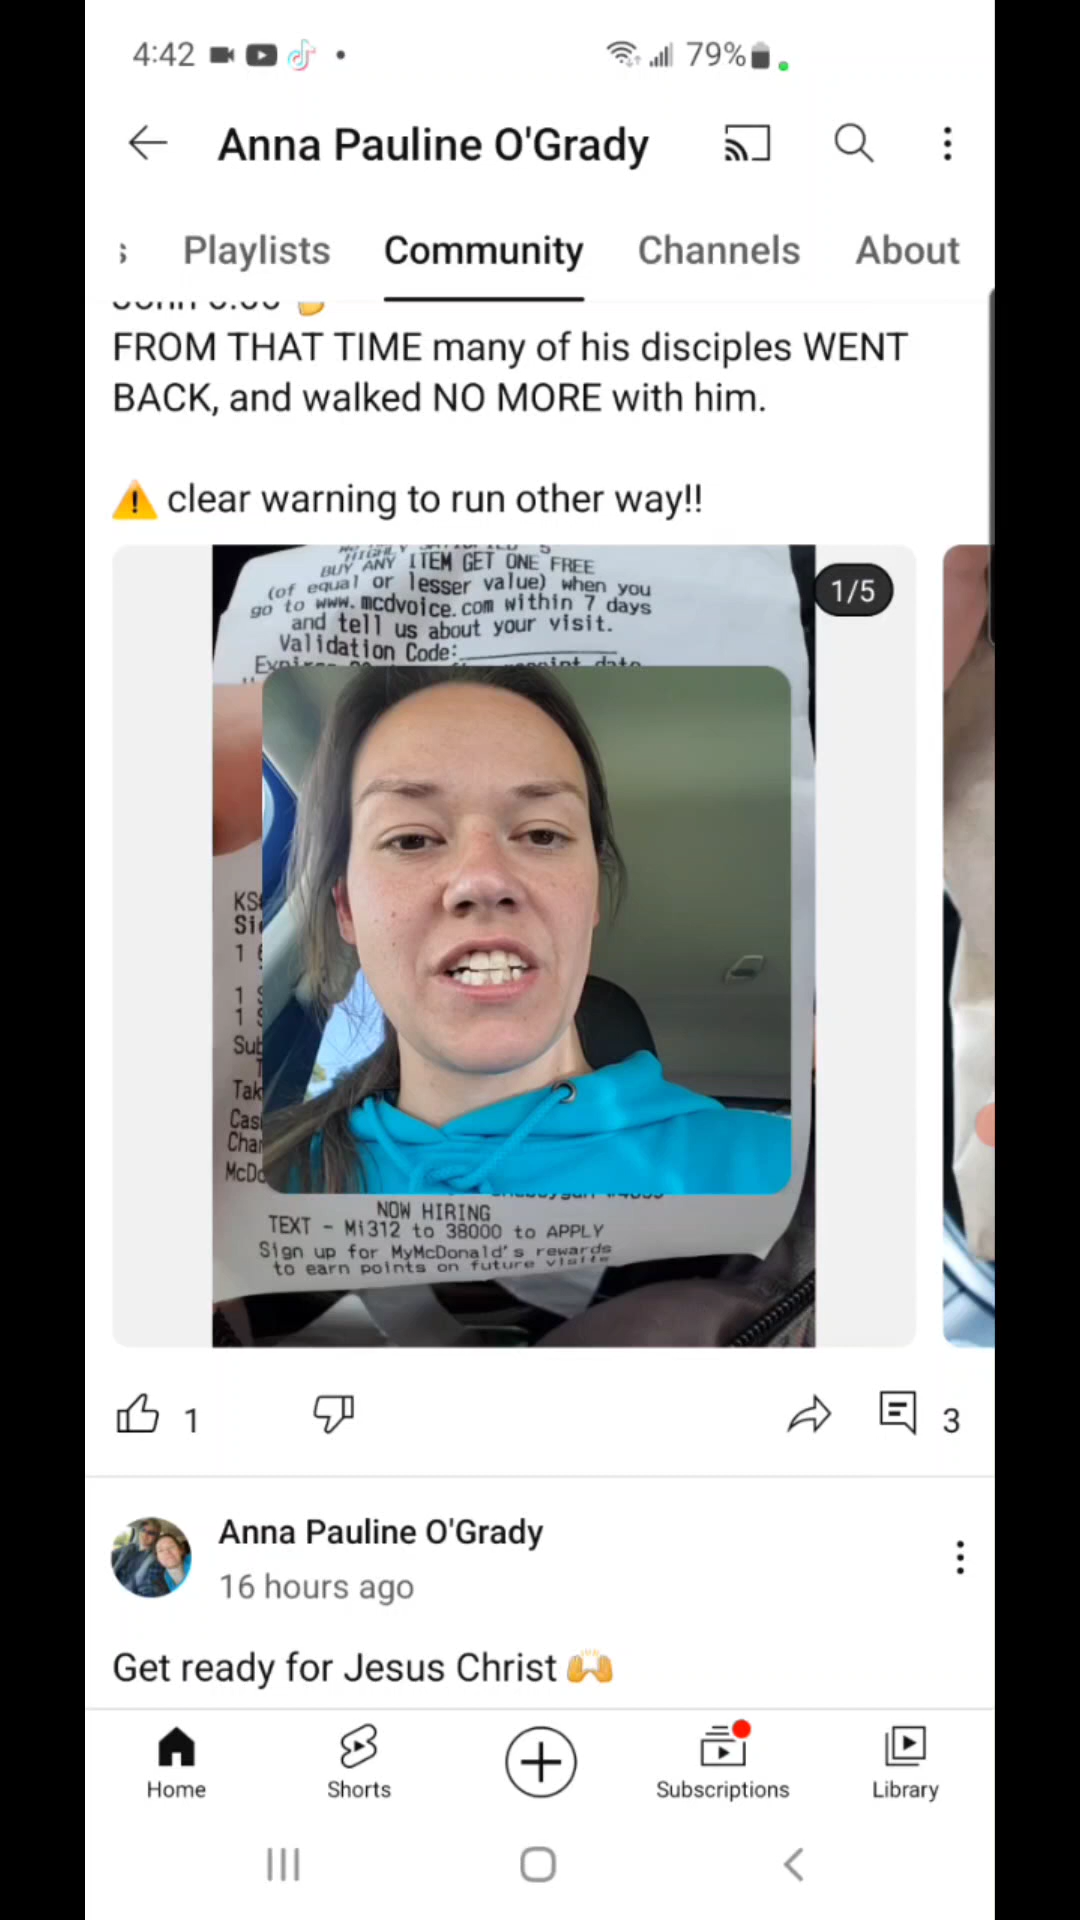 4:42
79%
Anna Pauline O'Grady
Playlists
Community
Channels
About
FROM THAT TIME many of his disciples WENT
BACK, and walked NO MORE with him.
clear warning to run other way!!
1/5
BUY ANY ITEM GET ONE FREE
(of equal or lesser value) when you
go to www.mcdvoice.com within 7 days
and tell us about your visit.
Validation Code:
1
1
1
NOW HIRING
TEXT - Mi312 to 38000 to APPLY
Sign up for MyMcDonald's rewards
to earn points on future visits
1
3
Anna Pauline O'Grady
16 hours ago
Get ready for Jesus Christ
Home
Shorts
Subscriptions
Library